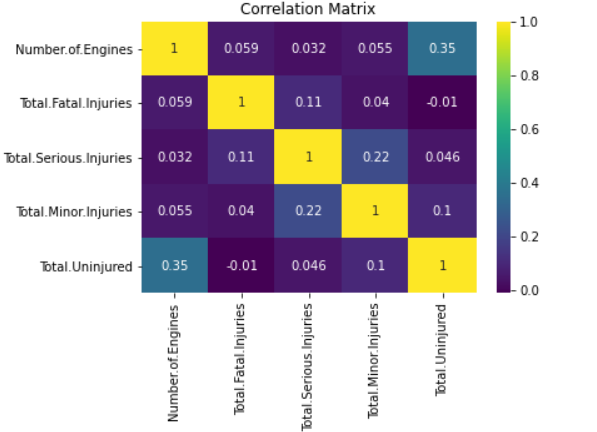 Correlation Matrix
Number.of.Engines 1 0.059 0.032 0.055 0.35
Total.Fatal.Injuries 0.059 1 0.11 0.04 -0.01
Total.Serious.Injuries 0.032 0.11 1 0.22 0.046
Total.Minor.Injuries 0.055 0.04 0.22 1 0.1
Total.Uninjured 0.35 -0.01 0.046 0.1 1
Number.of.Engines
Total.Fatal.Injuries
Total.Serious.Injuries
Total.Minor.Injuries
Total.Uninjured
1.0
0.8
0.6
0.4
0.2
0.0